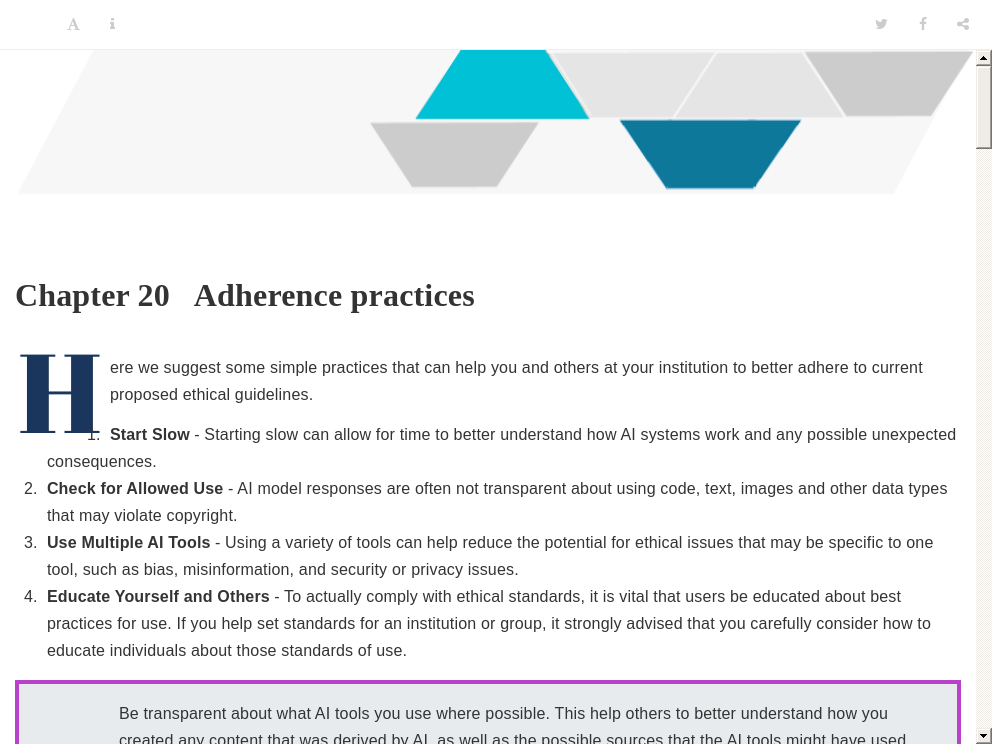 Chapter 20 Adherence practices
Here we suggest some simple practices that can help you and others at your institution to better adhere to current
proposed ethical guidelines.
1. Start Slow - Starting slow can allow for time to better understand how AI systems work and any possible unexpected
consequences.
2. Check for Allowed Use - AI model responses are often not transparent about using code, text, images and other data types
that may violate copyright.
3. Use Multiple AI Tools - Using a variety of tools can help reduce the potential for ethical issues that may be specific to one
tool, such as bias, misinformation, and security or privacy issues.
4. Educate Yourself and Others - To actually comply with ethical standards, it is vital that users be educated about best
practices for use. If you help set standards for an institution or group, it strongly advised that you carefully consider how to
educate individuals about those standards of use.
Be transparent about what AI tools you use where possible. This help others to better understand how you
created any content that was derived by AI, as well as the possible sources that the AI tools might have used